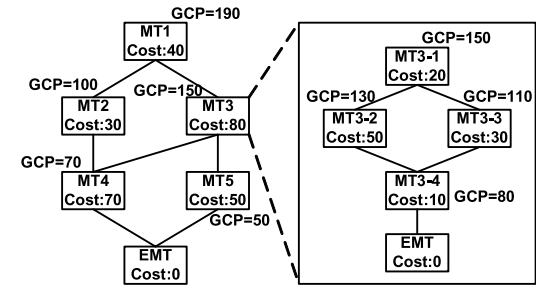 GCP=190
MT1
Cost:40
GCP=100
GCP=150
MT2
Cost:30
MT3
Cost:80
GCP=70
MT4
Cost:70
MT5
Cost:50
GCP=50
EMT
Cost:0
GCP=150
MT3-1
Cost:20
GCP=130
GCP=110
MT3-2
Cost:50
MT3-3
Cost:30
MT3-4
Cost:10
GCP=80
EMT
Cost:0